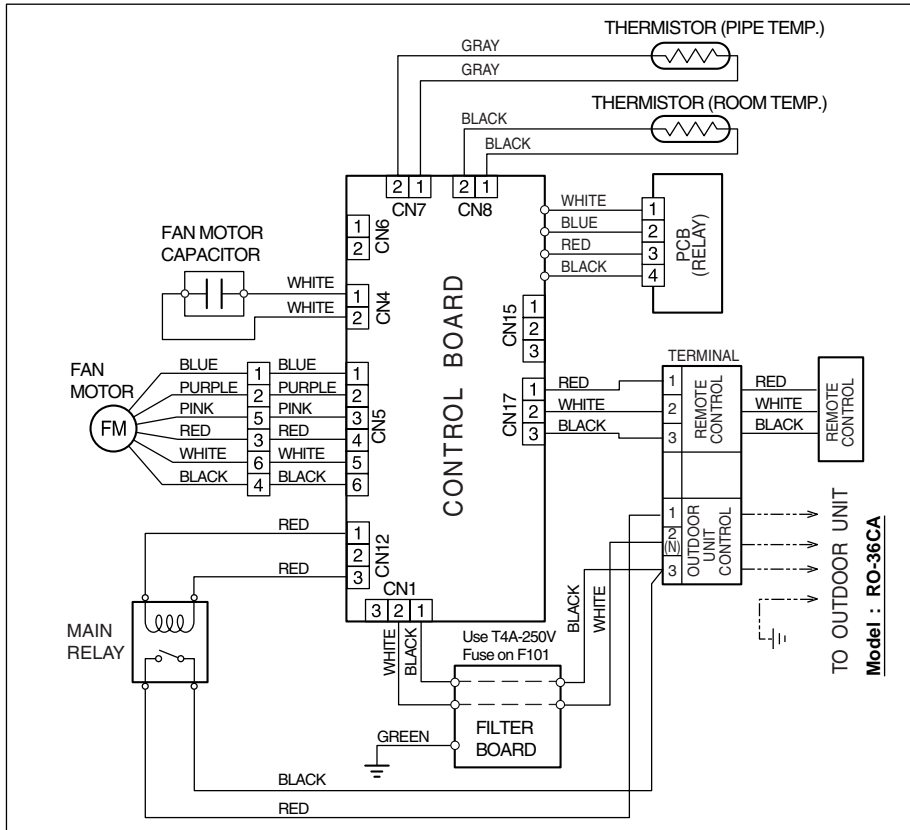 THERMISTOR (PIPE TEMP.)
GRAY
GRAY
THERMISTOR (ROOM TEMP.)
BLACK
BLACK
2 1
CN7
2 1
CN8
WHITE
BLUE
RED
BLACK
1
2
3
4
PCB
(RELAY)
FAN MOTOR
CAPACITOR
WHITE
WHITE
1
2
CN6
1
2
CN4
CONTROL BOARD
1
2
3
CN15
FAN
MOTOR
FM
BLUE 1 BLUE 1
PURPLE 2 PURPLE 2
PINK 5 PINK 3
RED 3 RED 4
WHITE 6 WHITE 5
BLACK 4 BLACK 6
CN5
CN17
1 RED
2 WHITE
3 BLACK
TERMINAL
1
2
3
REMOTE
CONTROL
RED
WHITE
BLACK
REMOTE
CONTROL
1
2
(N)
3
OUTDOOR
UNIT
CONTROL
TO OUTDOOR UNIT
Model : RO-36CA
RED
RED
1
2
3
CN12
CN1
3 2 1
MAIN
RELAY
WHITE
BLACK
Use T4A-250V
Fuse on F101
BLACK
WHITE
FILTER
BOARD
GREEN
BLACK
RED